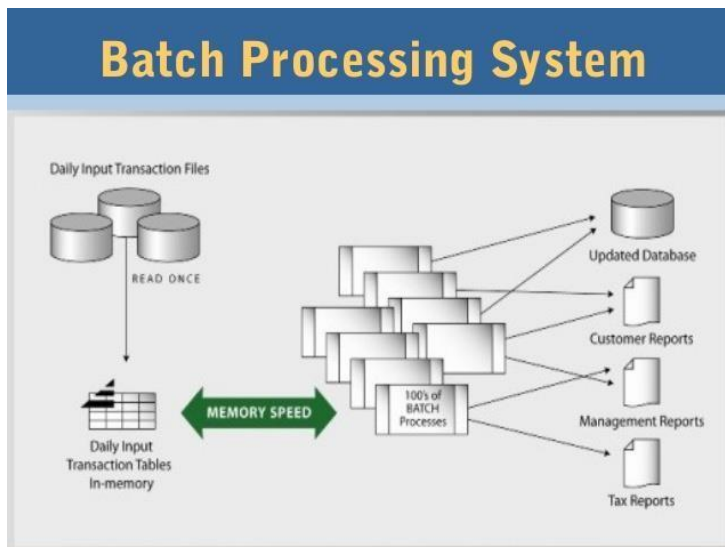 Batch Processing System
Daily Input Transaction Files
READ ONCE
Daily Input
Transaction Tables
In-memory
MEMORY SPEED
100's of
BATCH
Processes
Updated Database
Customer Reports
Management Reports
Tax Reports